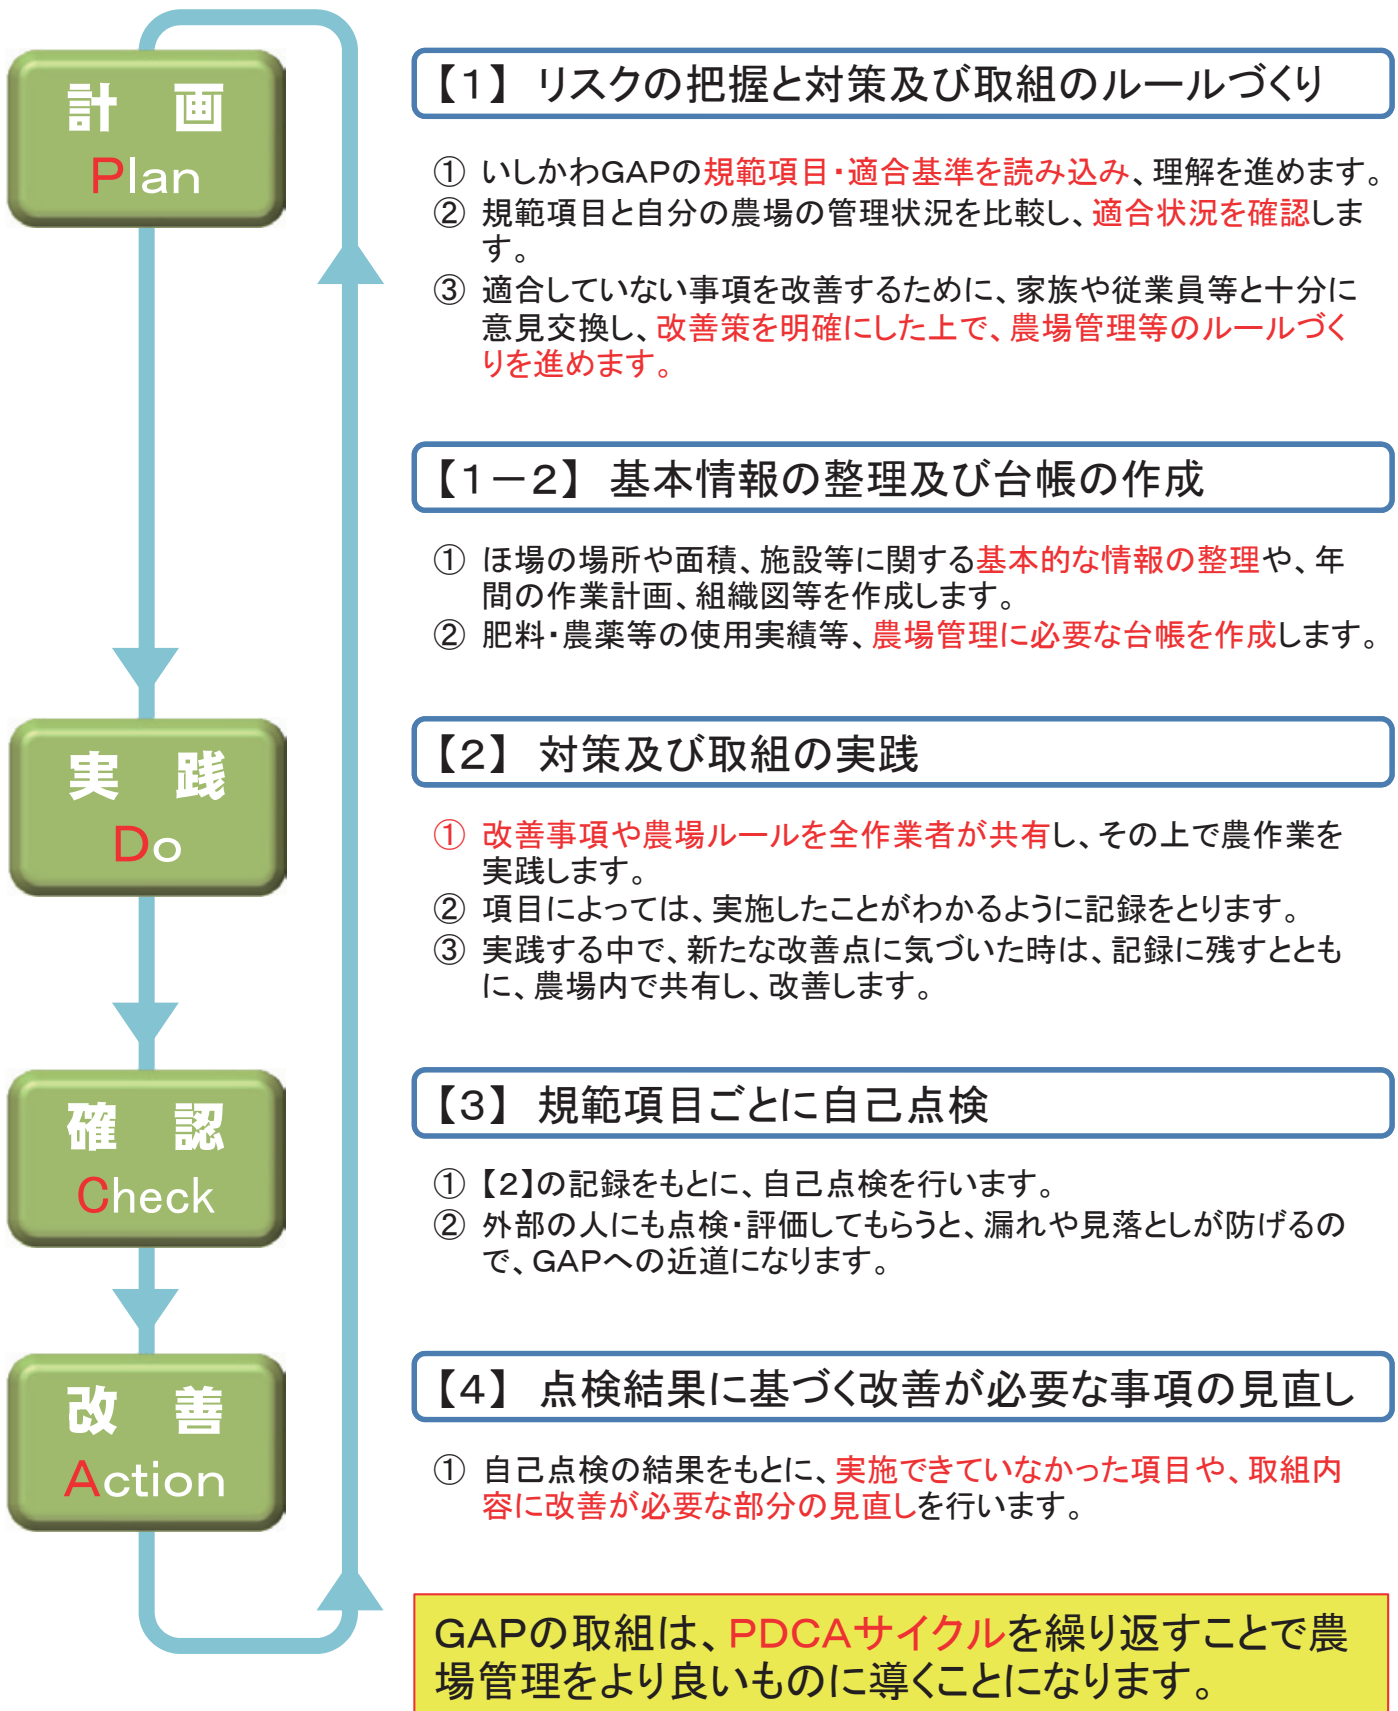 計　画
Plan
【１】 リスクの把握と対策及び取組のルールづくり
① いしかわGAPの規範項目・適合基準を読み込み、理解を進めます。
② 規範項目と自分の農場の管理状況を比較し、適合状況を確認しま
す。
③ 適合していない事項を改善するために、家族や従業員等と十分に
意見交換し、改善策を明確にした上で、農場管理等のルールづく
りを進めます。
【１－２】 基本情報の整理及び台帳の作成
① ほ場の場所や面積、施設等に関する基本的な情報の整理や、年
間の作業計画、組織図等を作成します。
② 肥料・農薬等の使用実績等、農場管理に必要な台帳を作成します。
実　践
Do
【２】 対策及び取組の実践
① 改善事項や農場ルールを全作業者が共有し、その上で農作業を
実践します。
② 項目によっては、実施したことがわかるように記録をとります。
③ 実践する中で、新たな改善点に気づいた時は、記録に残すととも
に、農場内で共有し、改善します。
確　認
Check
【３】 規範項目ごとに自己点検
① 【２】の記録をもとに、自己点検を行います。
② 外部の人にも点検・評価してもらうと、漏れや見落としが防げるの
で、GAPへの近道になります。
改　善
Action
【４】 点検結果に基づく改善が必要な事項の見直し
① 自己点検の結果をもとに、実施できていなかった項目や、取組内
容に改善が必要な部分の見直しを行います。
GAPの取組は、PDCAサイクルを繰り返すことで農
場管理をより良いものに導くことになります。